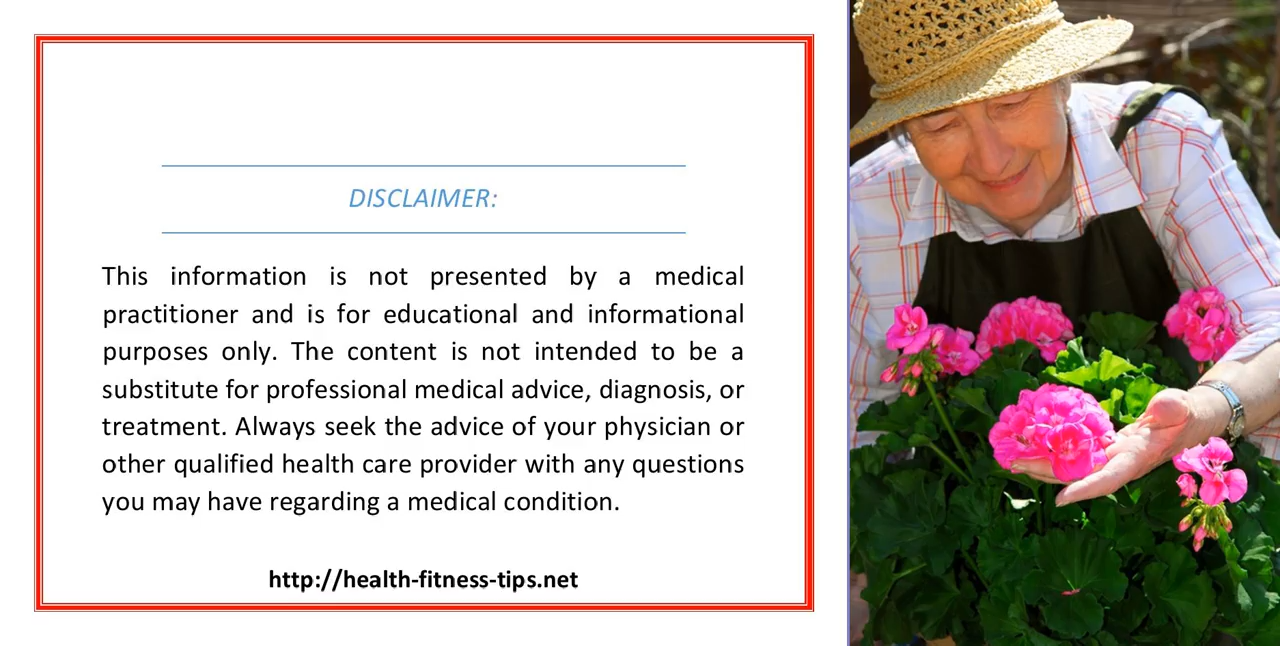 DISCLAIMER:
This information is not presented by a medical
practitioner and is for educational and informational
purposes only. The content is not intended to be a
substitute for professional medical advice, diagnosis, or
treatment. Always seek the advice of your physician or
other qualified health care provider with any questions
you may have regarding a medical condition.
http://health-fitness-tips.net